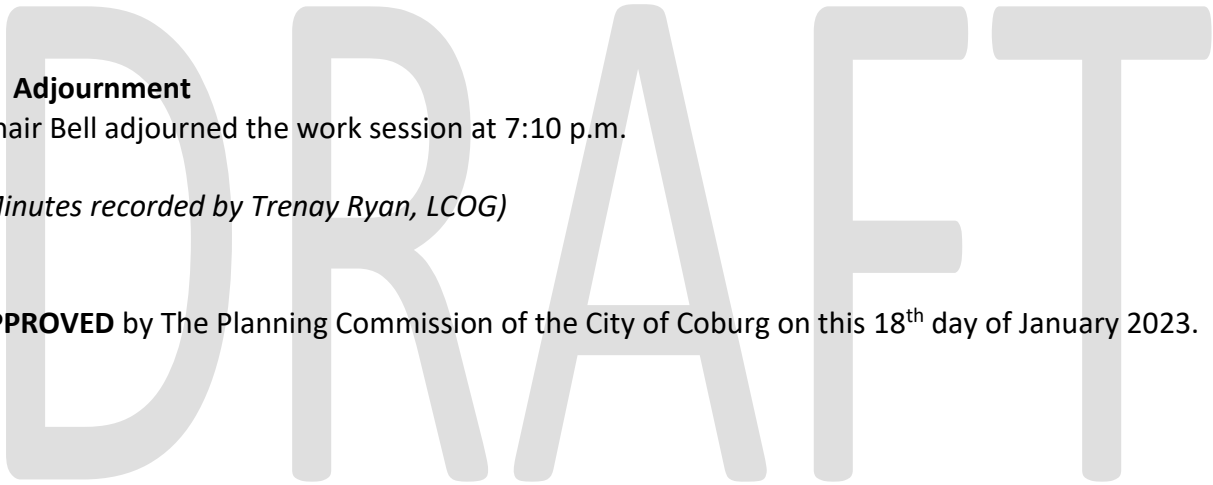 Adjournment
hair Bell adjourned the work session at 7:10 p.m.
Minutes recorded by Trenay Ryan, LCOG)
PPROVED by The Planning Commission of the City of Coburg on this 18th day of January 2023.
DRAFT